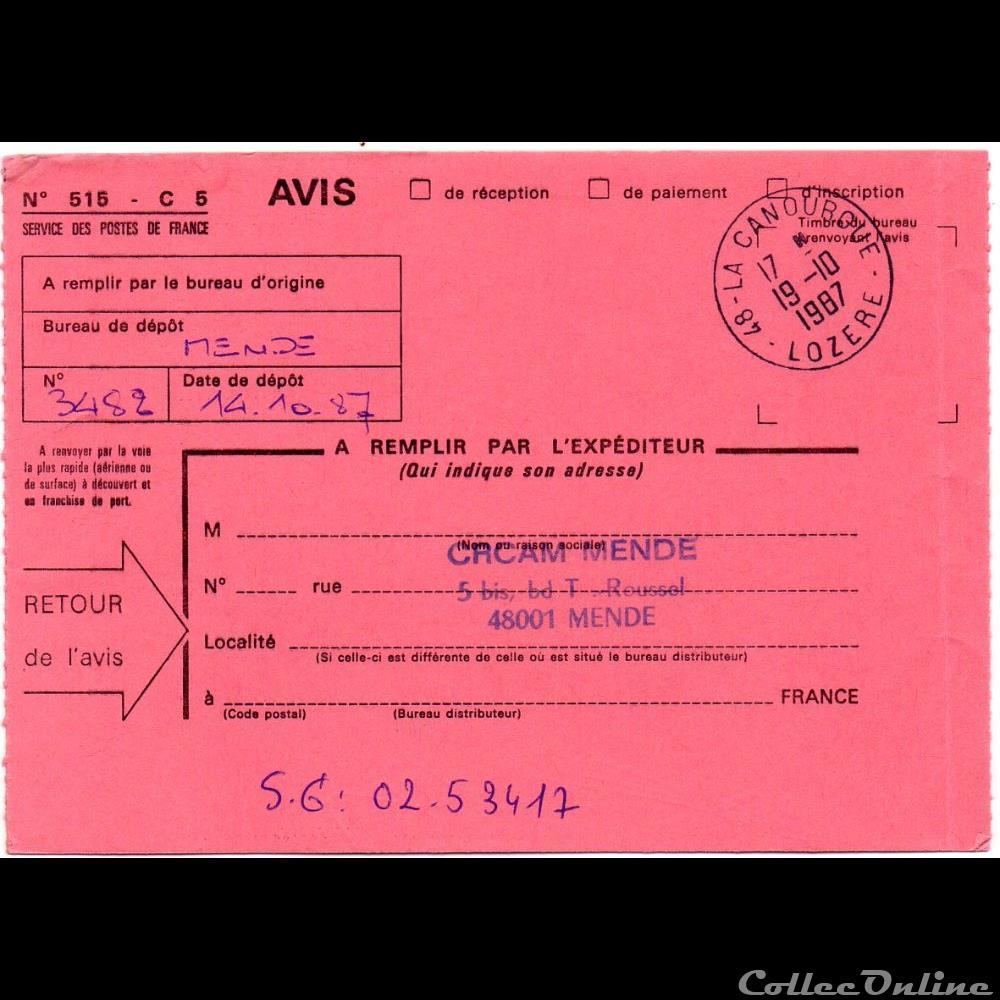 N° 515 - C 5
AVIS
de réception
de paiement
d'inscription
SERVICE DES POSTES DE FRANCE
Timbre du bureau
renvoyant l'avis
48 - LA CANOURGUE - LOZERE -
17 H
19-10
1987
A remplir par le bureau d'origine
Bureau de dépôt
MENDE
N°
Date de dépôt
3482
14.10.87
A renvoyer par la voie
la plus rapide (aérienne ou
de surface) à découvert et
en franchise de port.
A REMPLIR PAR L'EXPÉDITEUR
(Qui indique son adresse)
M
(Nom ou raison sociale)
CRCAM MENDE
N° rue
5 bis, bd T. Roussel
48001 MENDE
RETOUR
de l'avis
Localité
(Si celle-ci est différente de celle où est situé le bureau distributeur)
à FRANCE
(Code postal) (Bureau distributeur)
S.G: 02.53417
CollecOnline